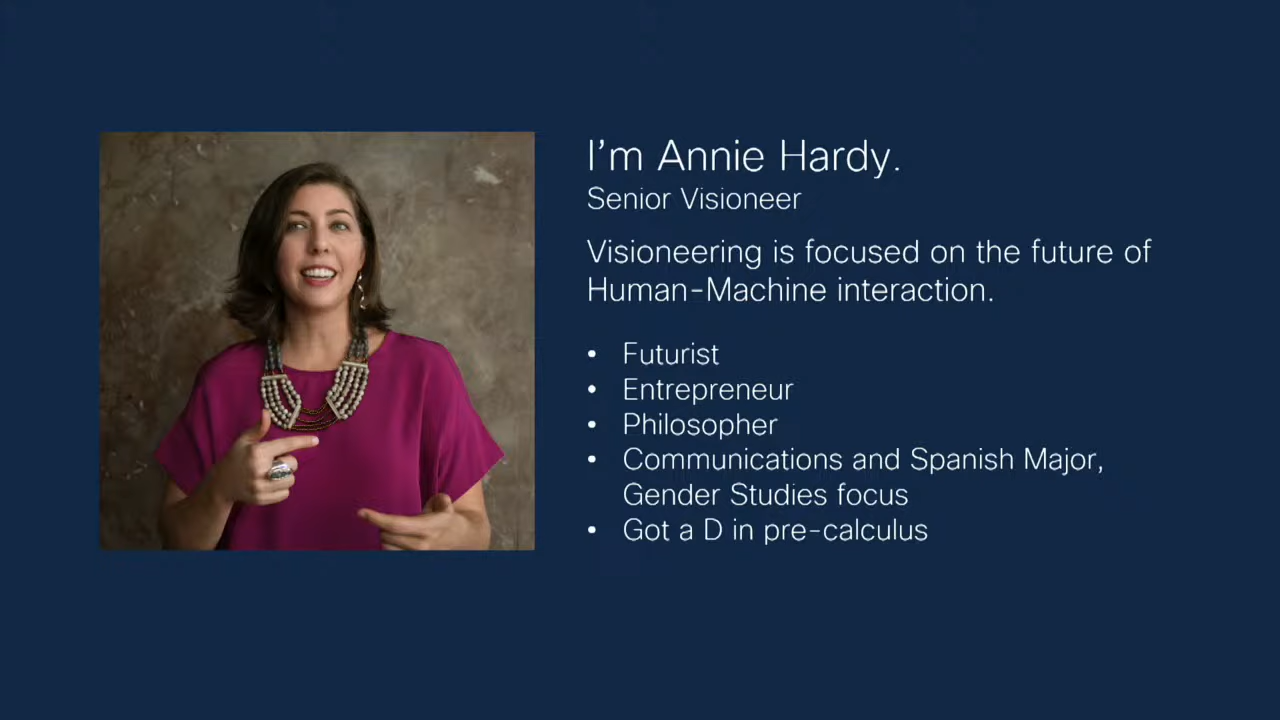 I'm Annie Hardy.
Senior Visioneer
Visioneering is focused on the future of
Human-Machine interaction.
• Futurist
• Entrepreneur
• Philosopher
• Communications and Spanish Major,
Gender Studies focus
• Got a D in pre-calculus